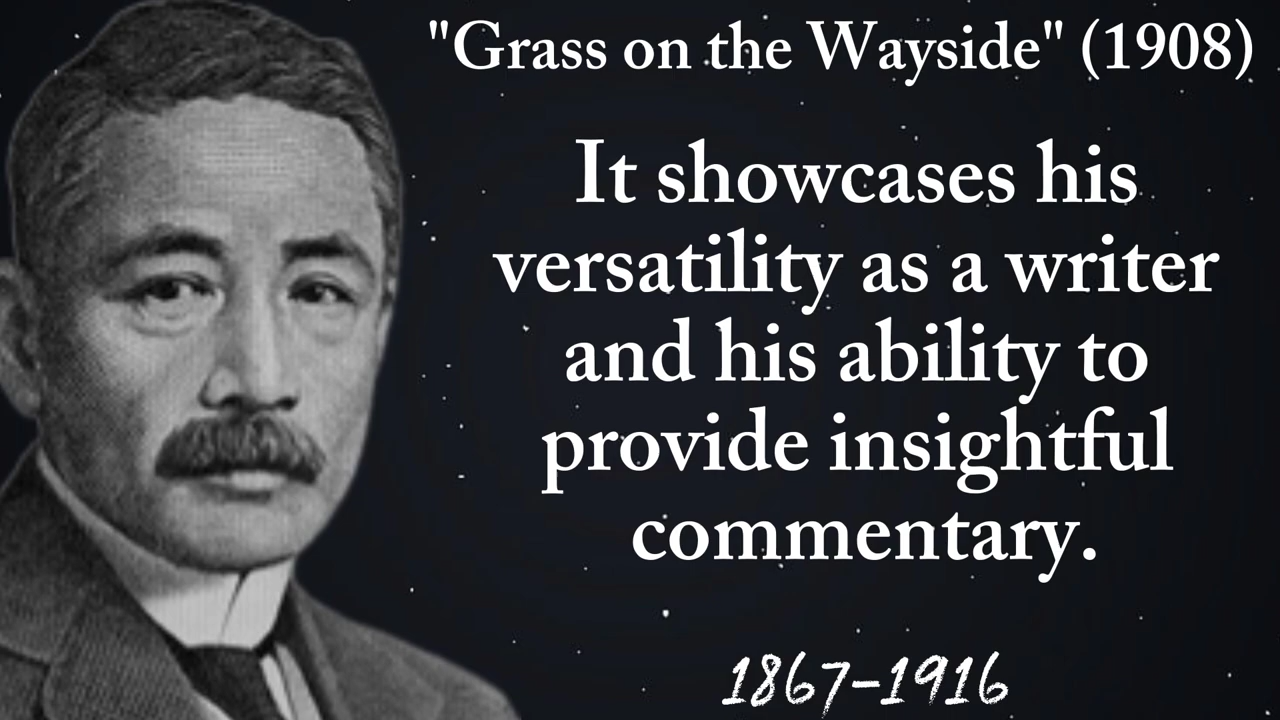 "Grass on the Wayside" (1908)
It showcases his
versatility as a writer
and his ability to
provide insightful
commentary.
1867-1916